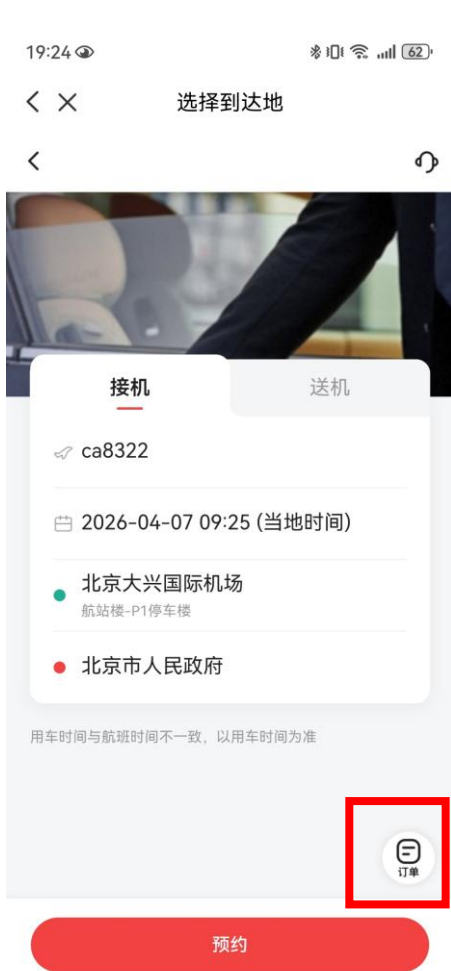 19:24
62
选择到达地
接机
送机
ca8322
2026-04-07 09:25 (当地时间)
北京大兴国际机场
航站楼-P1停车楼
北京市人民政府
用车时间与航班时间不一致，以用车时间为准
订单
预约